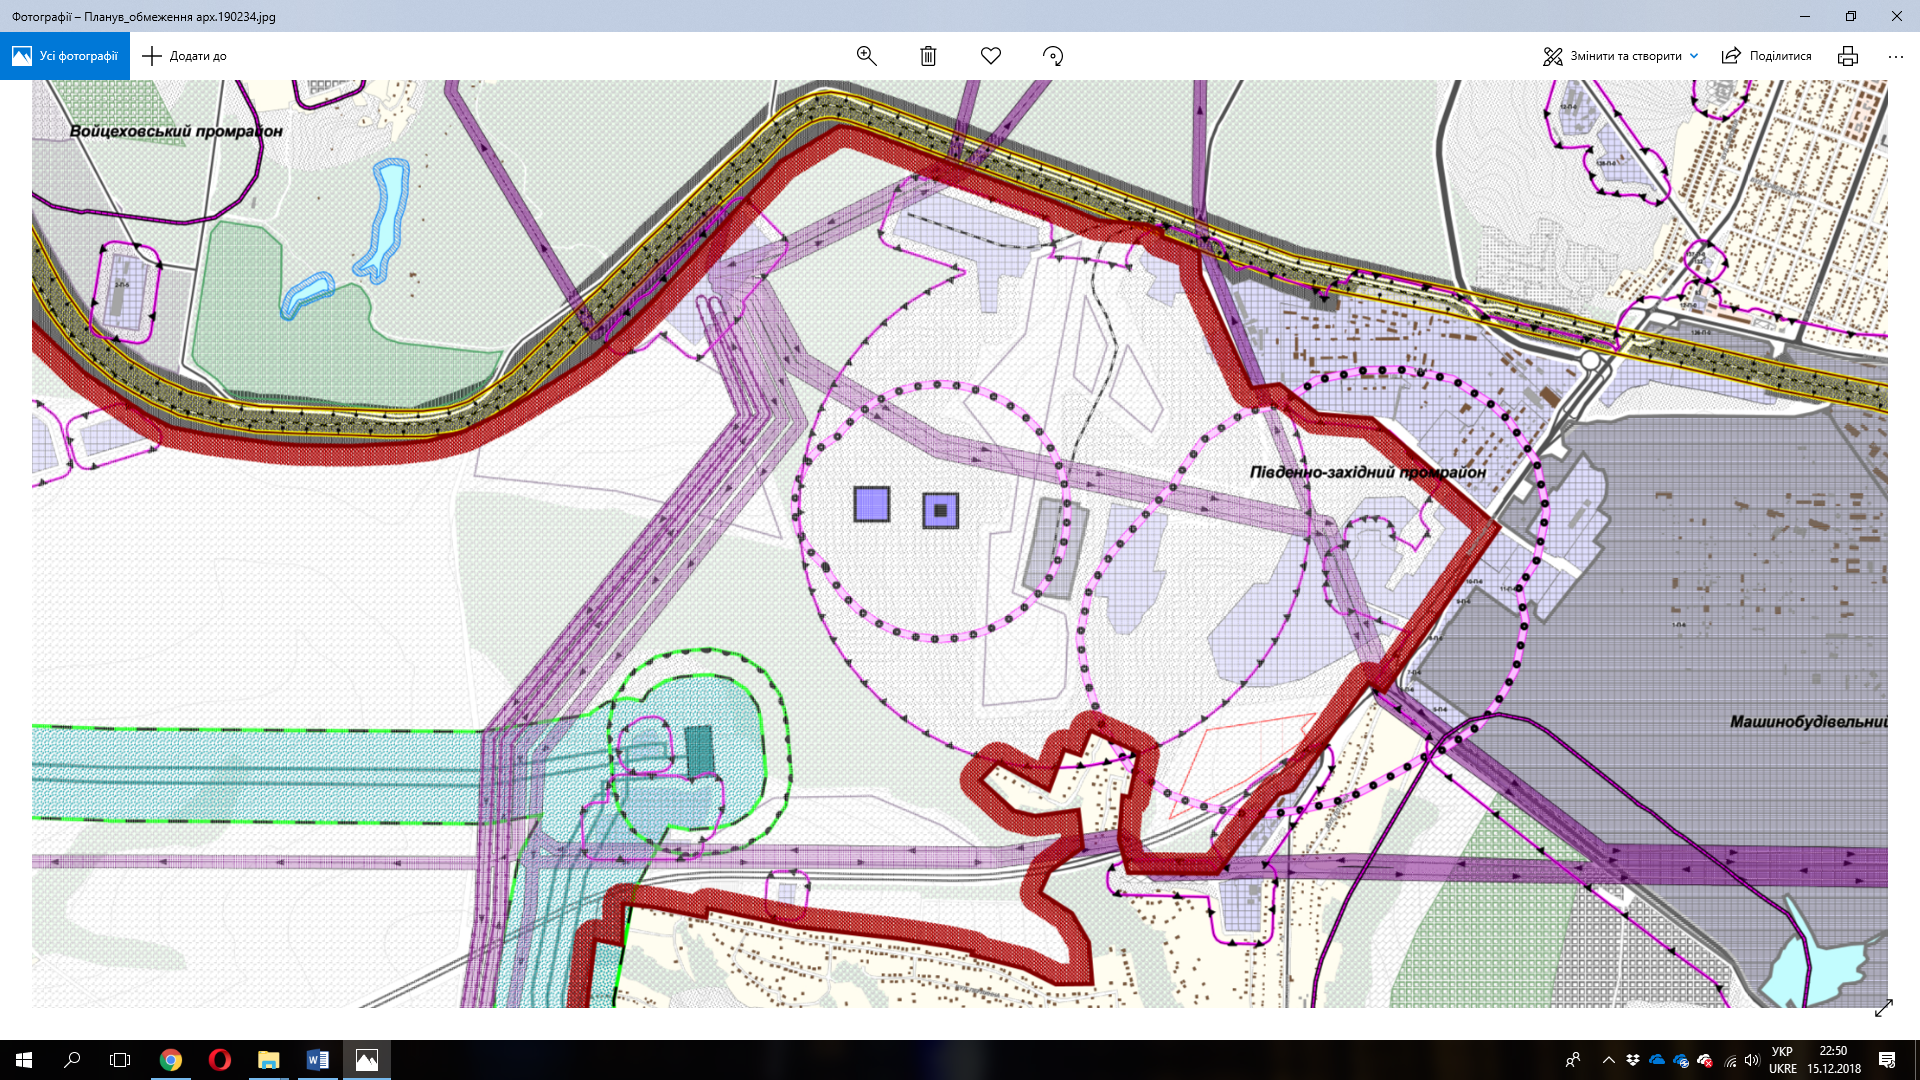 Фотографії – Планув_обмеження арх.190234.jpg
Усі фотографії
Додати до
Змінити та створити
Поділитися
Войцеховський промрайон
Південно-західний промрайон
Машинобудівельний
УКР
UKRE
22:50
15.12.2018